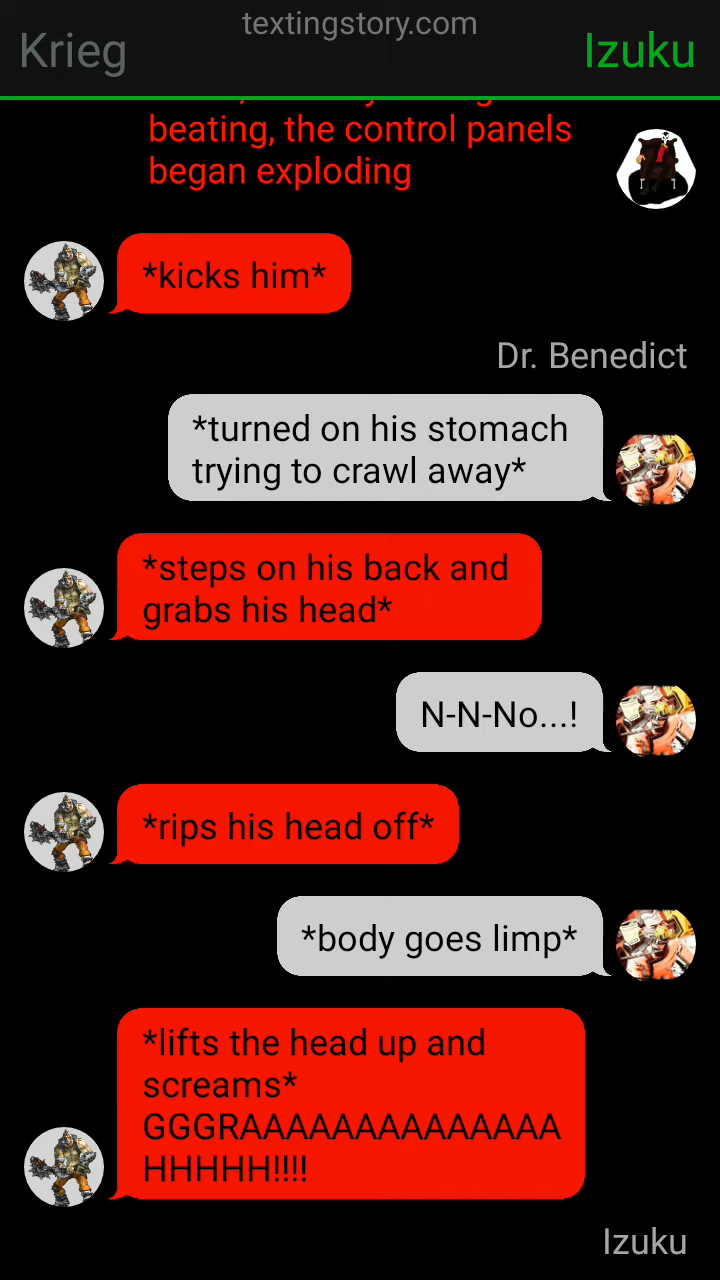 textingstory.com
Krieg
Izuku
beating, the control panels
began exploding
*kicks him*
Dr. Benedict
*turned on his stomach
trying to crawl away*
*steps on his back and
grabs his head*
N-N-No...!
*rips his head off*
*body goes limp*
*lifts the head up and
screams*
GGGRAAAAAAAAAAAAAA
HHHHH!!!!
Izuku